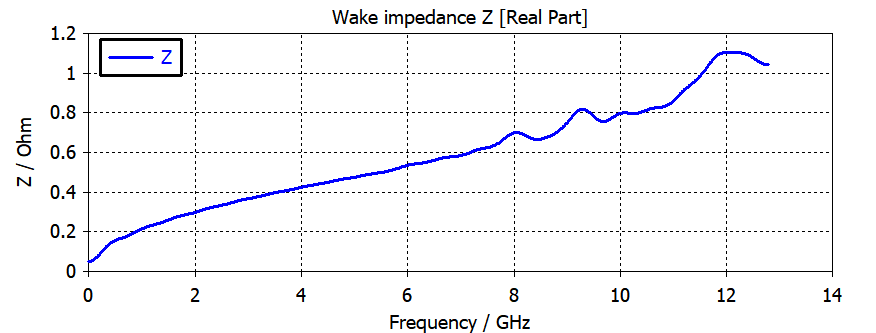 Wake impedance Z [Real Part]
Z
1.2
1
0.8
0.6
0.4
0.2
0
Z / Ohm
0 2 4 6 8 10 12 14
Frequency / GHz